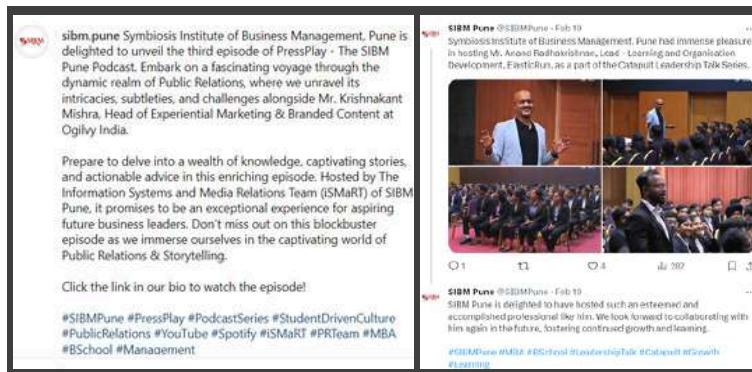 sibm.pune Symbiosis Institute of Business Management, Pune is
delighted to unveil the third episode of PressPlay - The SIBM
Pune Podcast. Embark on a fascinating voyage through the
dynamic realm of Public Relations, where we unravel its
intricacies, subtleties, and challenges alongside Mr. Krishnakant
Mishra, Head of Experiential Marketing & Branded Content at
Ogilvy India.
Prepare to delve into a wealth of knowledge, captivating stories,
and actionable advice in this enriching episode. Hosted by The
Information Systems and Media Relations Team (iSMaRT) of SIBM
Pune, it promises to be an exceptional experience for aspiring
future business leaders. Don't miss out on this blockbuster
episode as we immerse ourselves in the captivating world of
Public Relations & Storytelling.
Click the link in our bio to watch the episode!
#SIBMPune #PressPlay #PodcastSeries #StudentDrivenCulture
#PublicRelations #YouTube #Spotify #iSMaRT #PRTeam #MBA
#BSchool #Management
SIBM Pune @SIBMPune · Feb 19
Symbiosis Institute of Business Management, Pune had immense pleasure
in hosting Mr. Anand Radhakrishnan, Lead - Learning and Organisation
Development, ElasticRun, as a part of the Catapult Leadership Talk Series.
1 4 282
SIBM Pune @SIBMPune · Feb 19
SIBM Pune is delighted to have hosted such an esteemed and
accomplished professional like him. We look forward to collaborating with
him again in the future, fostering continued growth and learning.
#SIBMPune #MBA #BSchool #LeadershipTalk #Catapult #Growth
#Learning